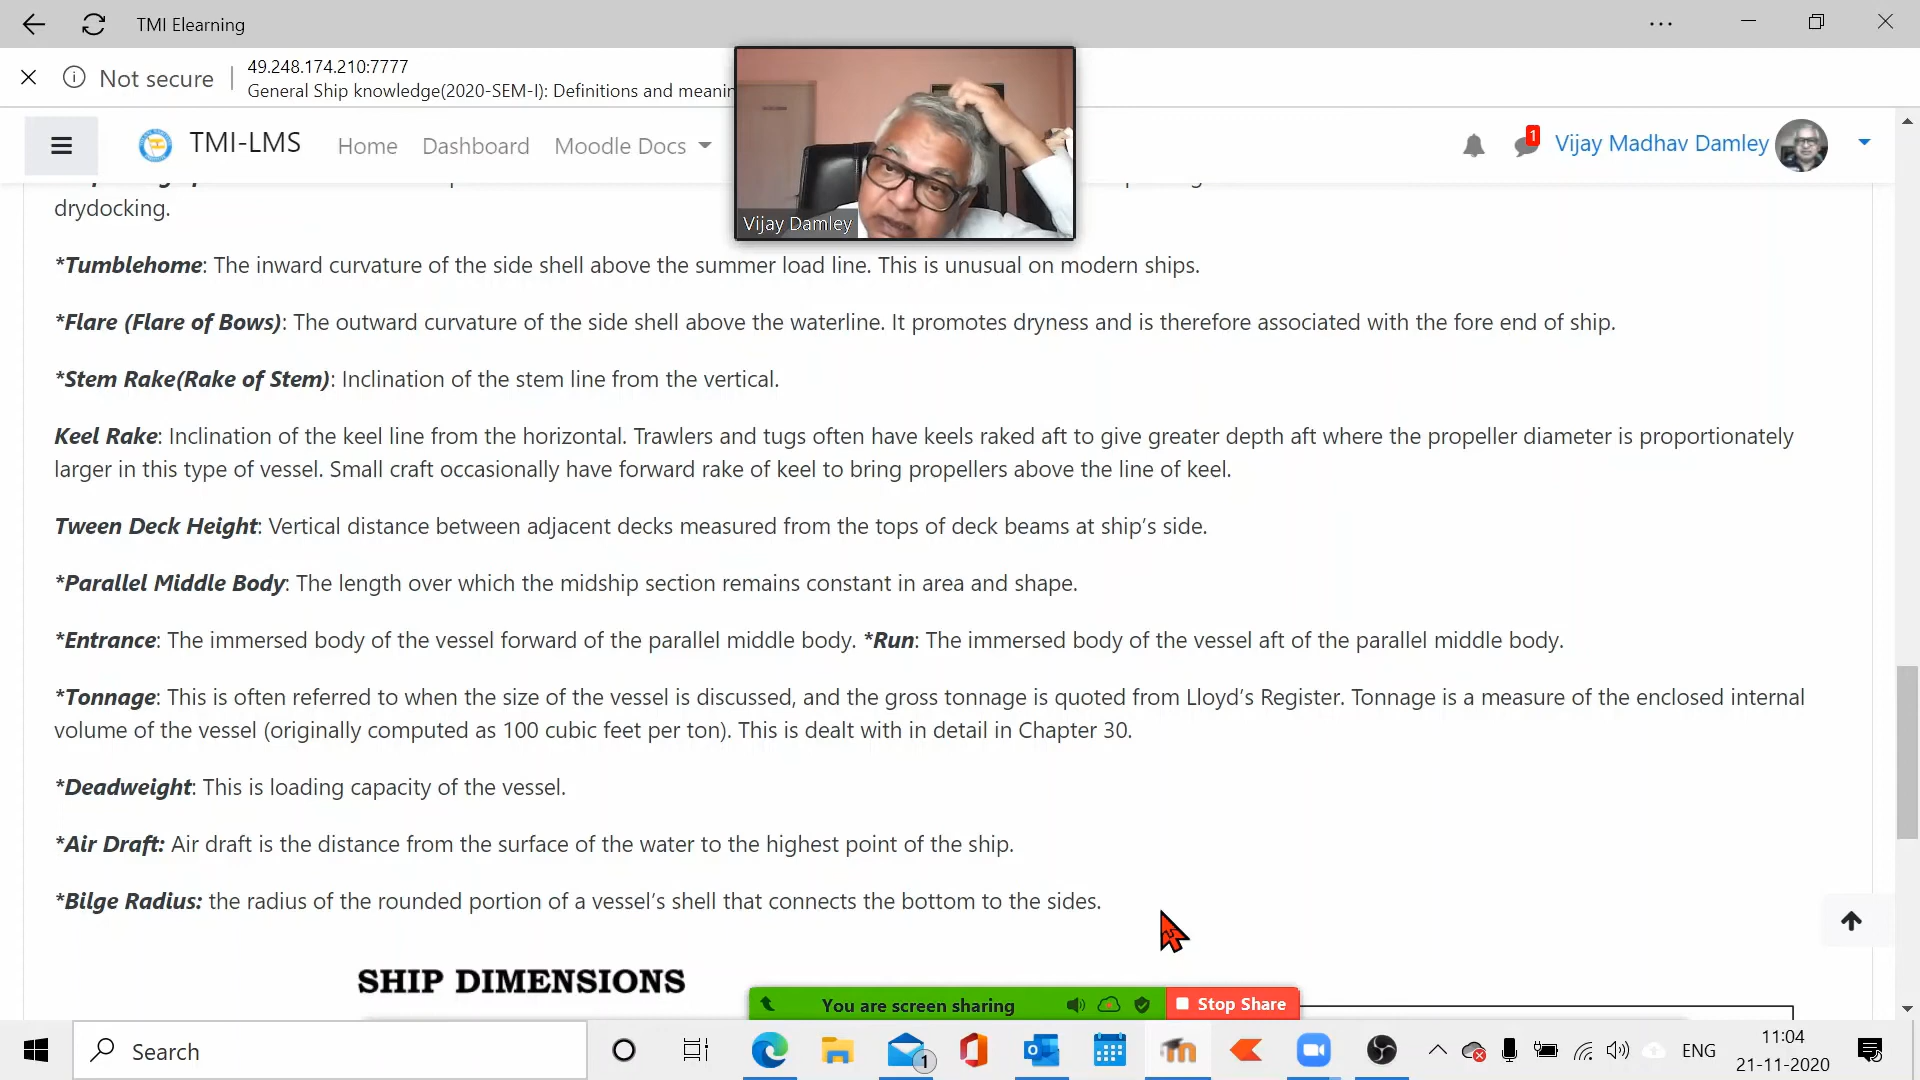 TMI Elearning
Not secure
49.248.174.210:7777
General Ship knowledge(2020-SEM-I): Definitions and
TMI-LMS Home Dashboard Moodle Docs
1
Vijay Madhav Damley
Vijay Damley
drydocking.
*Tumblehome: The inward curvature of the side shell above the summer load line. This is unusual on modern ships.
*Flare (Flare of Bows): The outward curvature of the side shell above the waterline. It promotes dryness and is therefore associated with the fore end of ship.
*Stem Rake(Rake of Stem): Inclination of the stem line from the vertical.
Keel Rake: Inclination of the keel line from the horizontal. Trawlers and tugs often have keels raked aft to give greater depth aft where the propeller diameter is proportionately
larger in this type of vessel. Small craft occasionally have forward rake of keel to bring propellers above the line of keel.
Tween Deck Height: Vertical distance between adjacent decks measured from the tops of deck beams at ship's side.
*Parallel Middle Body: The length over which the midship section remains constant in area and shape.
*Entrance: The immersed body of the vessel forward of the parallel middle body. *Run: The immersed body of the vessel aft of the parallel middle body.
*Tonnage: This is often referred to when the size of the vessel is discussed, and the gross tonnage is quoted from Lloyd's Register. Tonnage is a measure of the enclosed internal
volume of the vessel (originally computed as 100 cubic feet per ton). This is dealt with in detail in Chapter 30.
*Deadweight: This is loading capacity of the vessel.
*Air Draft: Air draft is the distance from the surface of the water to the highest point of the ship.
*Bilge Radius: the radius of the rounded portion of a vessel's shell that connects the bottom to the sides.
SHIP DIMENSIONS
You are screen sharing
Stop Share
Search
1
ENG
11:04
21-11-2020